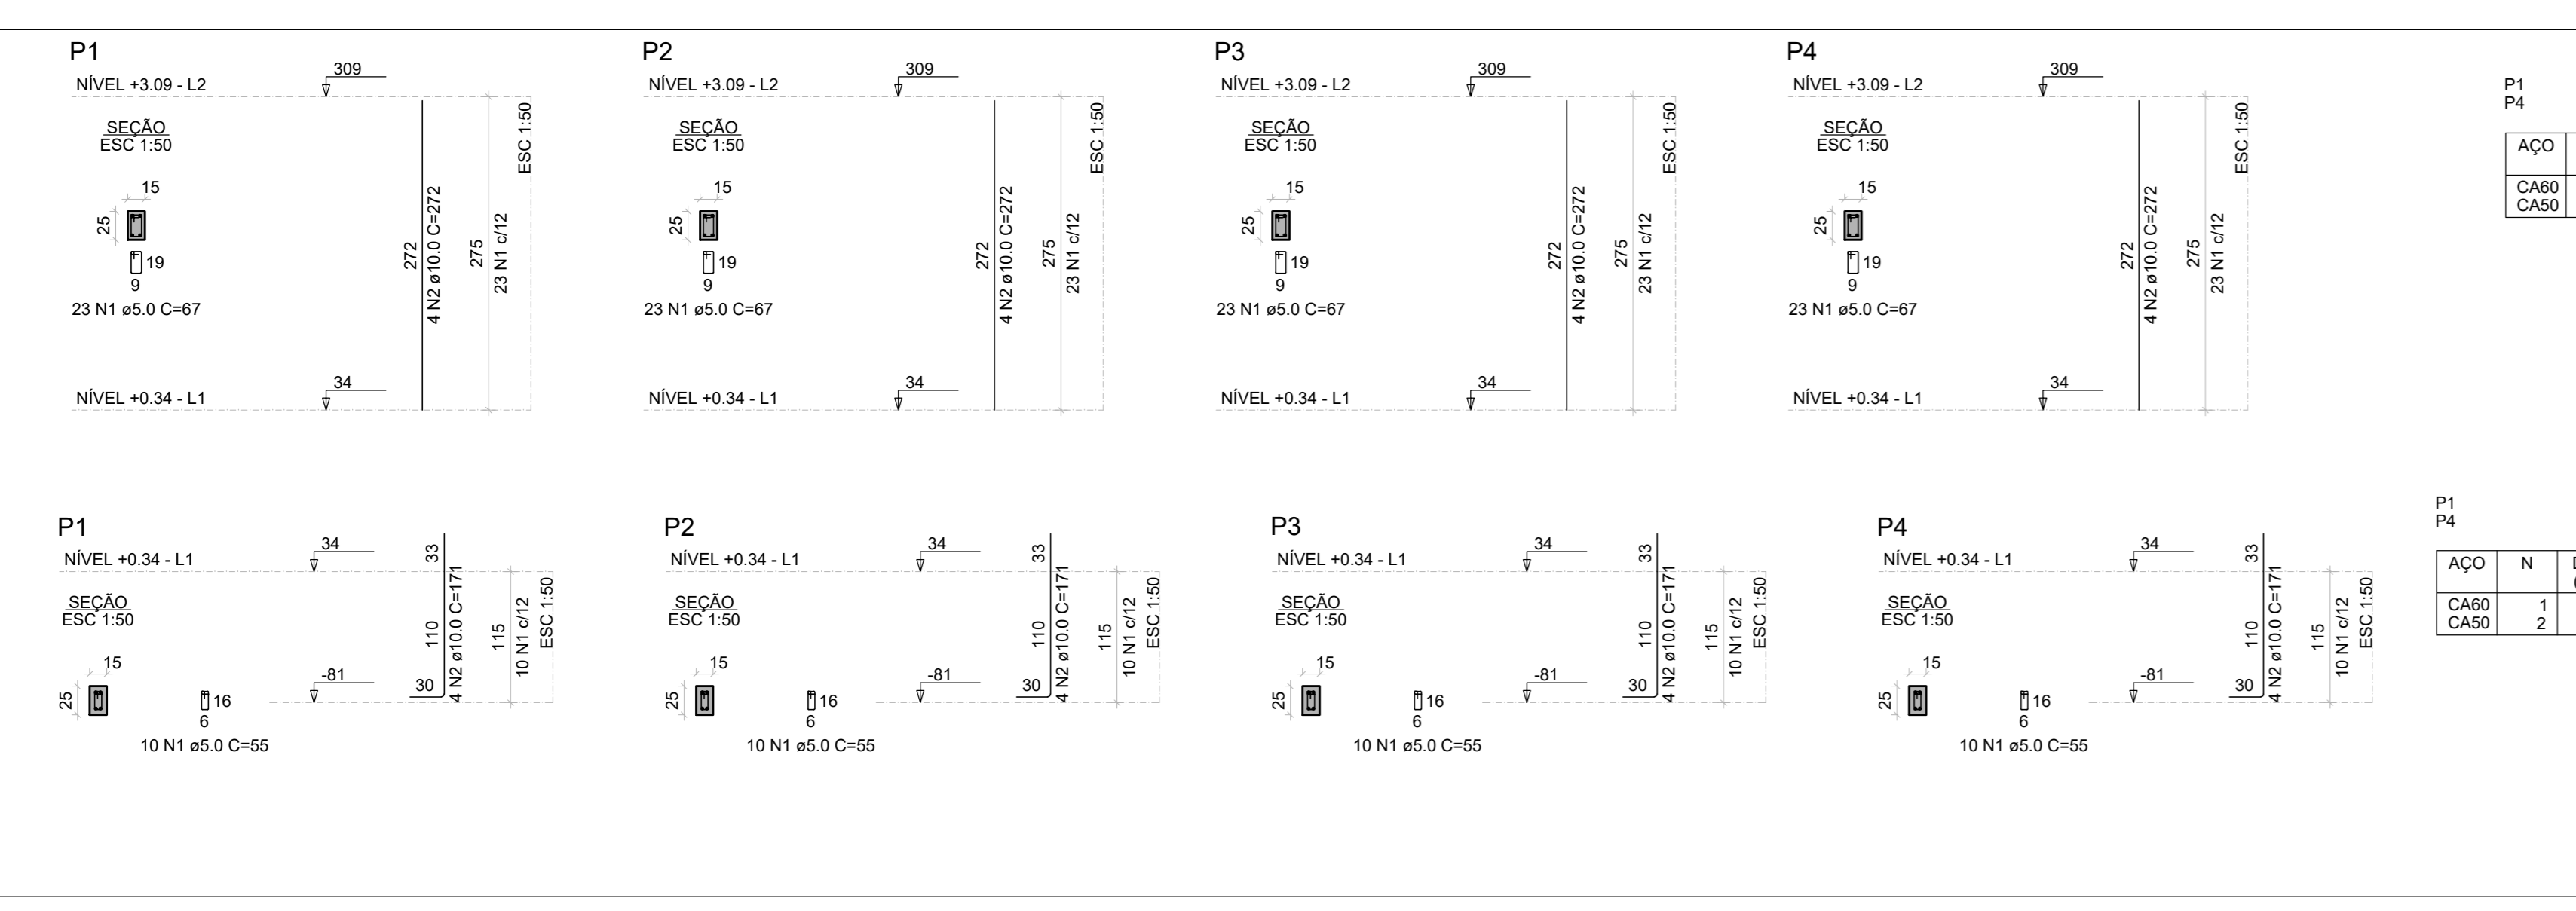 P1
NÍVEL +3.09 - L2
309
SEÇÃO
ESC 1:50
15
25
19
9
23 N1 ø5.0 C=67
272
4 N2 ø10.0 C=272
275
23 N1 c/12
ESC 1:50
NÍVEL +0.34 - L1
34
P2
NÍVEL +3.09 - L2
309
SEÇÃO
ESC 1:50
15
25
19
9
23 N1 ø5.0 C=67
272
4 N2 ø10.0 C=272
275
23 N1 c/12
ESC 1:50
NÍVEL +0.34 - L1
34
P3
NÍVEL +3.09 - L2
309
SEÇÃO
ESC 1:50
15
25
19
9
23 N1 ø5.0 C=67
272
4 N2 ø10.0 C=272
275
23 N1 c/12
ESC 1:50
NÍVEL +0.34 - L1
34
P4
NÍVEL +3.09 - L2
309
SEÇÃO
ESC 1:50
15
25
19
9
23 N1 ø5.0 C=67
272
4 N2 ø10.0 C=272
275
23 N1 c/12
ESC 1:50
NÍVEL +0.34 - L1
34
P1
P4
AÇO
CA60
CA50
P1
NÍVEL +0.34 - L1
34
SEÇÃO
ESC 1:50
15
25
16
6
10 N1 ø5.0 C=55
-81
33
110
30
4 N2 ø10.0 C=171
115
10 N1 c/12
ESC 1:50
P2
NÍVEL +0.34 - L1
34
SEÇÃO
ESC 1:50
15
25
16
6
10 N1 ø5.0 C=55
-81
33
110
30
4 N2 ø10.0 C=171
115
10 N1 c/12
ESC 1:50
P3
NÍVEL +0.34 - L1
34
SEÇÃO
ESC 1:50
15
25
16
6
10 N1 ø5.0 C=55
-81
33
110
30
4 N2 ø10.0 C=171
115
10 N1 c/12
ESC 1:50
P4
NÍVEL +0.34 - L1
34
SEÇÃO
ESC 1:50
15
25
16
6
10 N1 ø5.0 C=55
-81
33
110
30
4 N2 ø10.0 C=171
115
10 N1 c/12
ESC 1:50
P1
P4
AÇO N
CA60 1
CA50 2